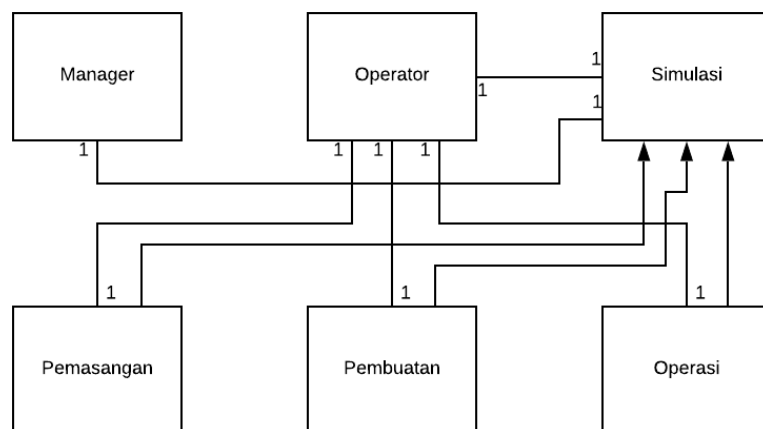 Manager
Operator
Simulasi
1
1
1
1
1
1
1
1
1
1
Pemasangan
Pembuatan
Operasi